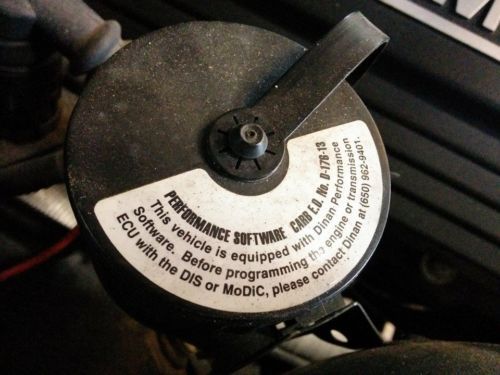 PERFORMANCE SOFTWARE CARB E.O. No. D-176-13
This vehicle is equipped with Dinan Performance
Software. Before programming the engine or transmission
ECU with the DIS or MoDiC, please contact Dinan at (650) 962-9401.